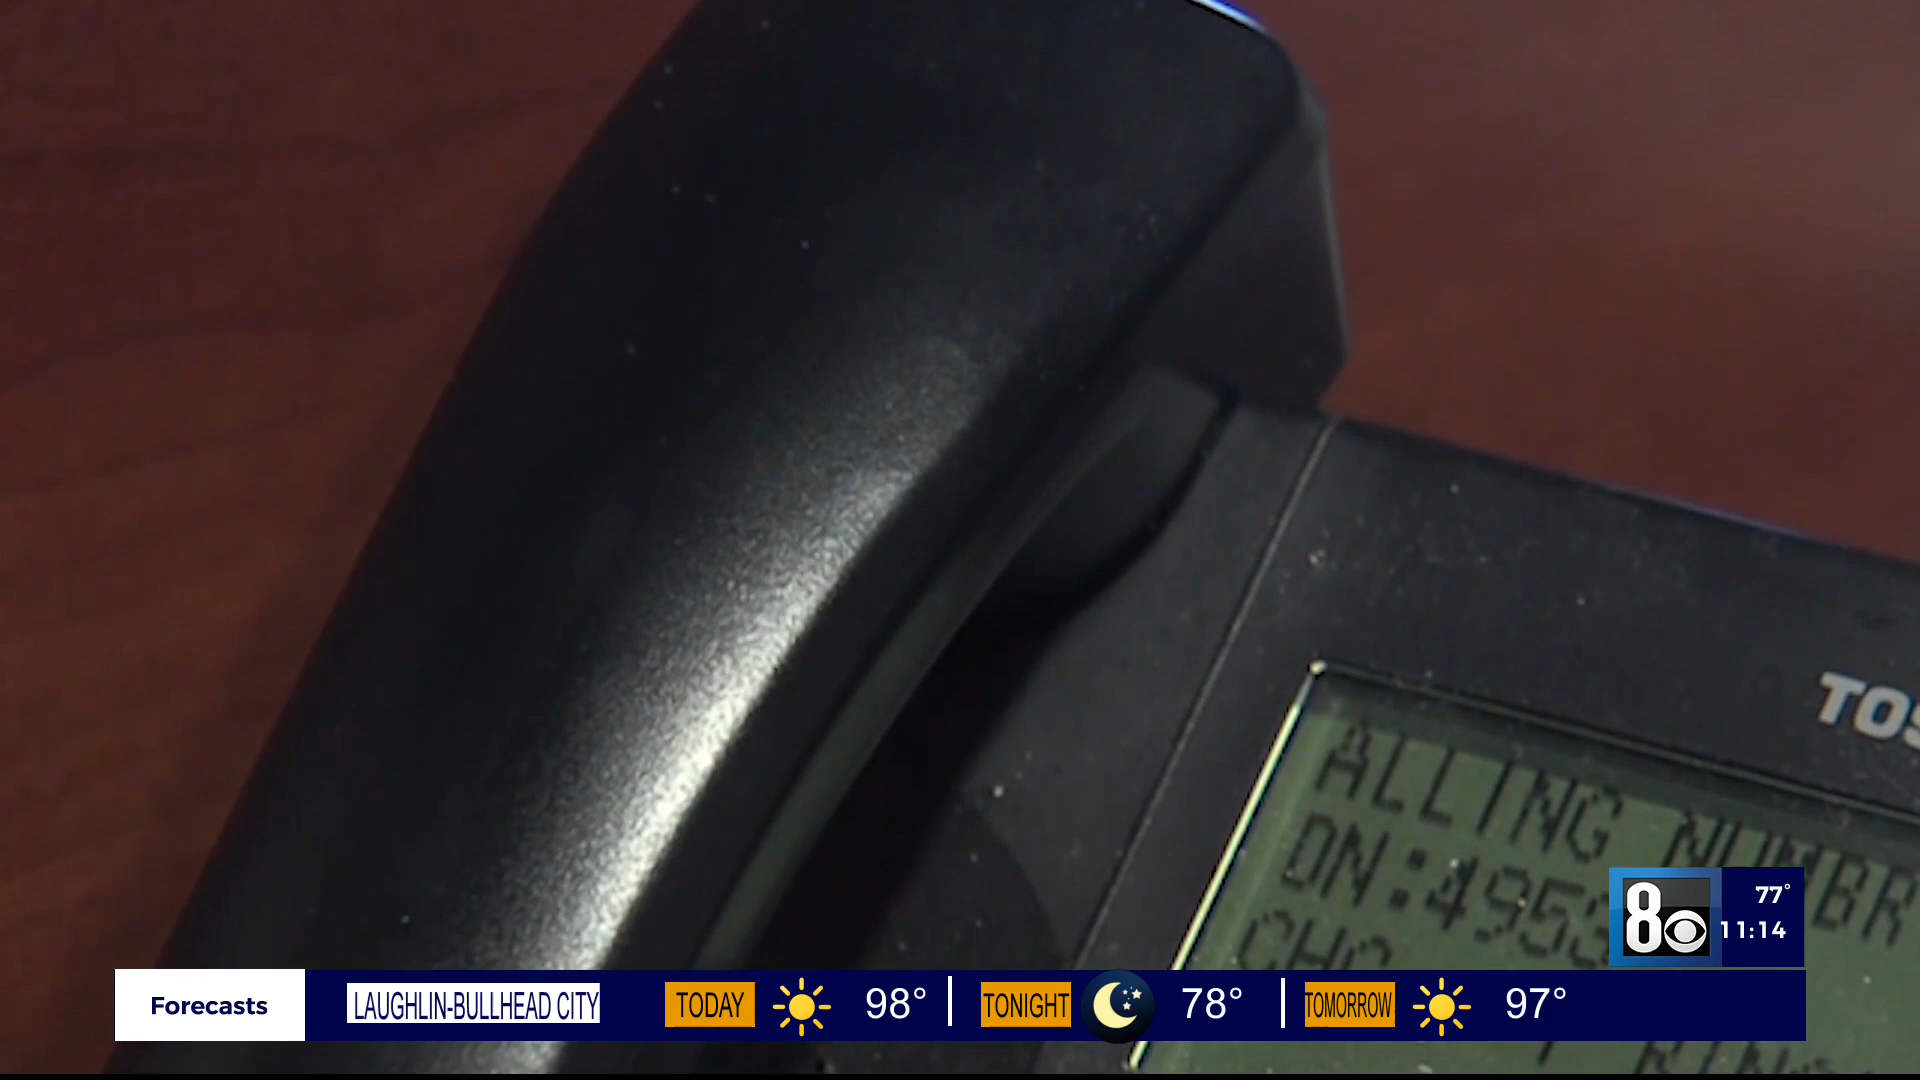 TOS
ALLING NUMBR
DN:495
CHG
8
77°
11:14
Forecasts
LAUGHLIN-BULLHEAD CITY
TODAY
98°
TONIGHT
78°
TOMORROW
97°